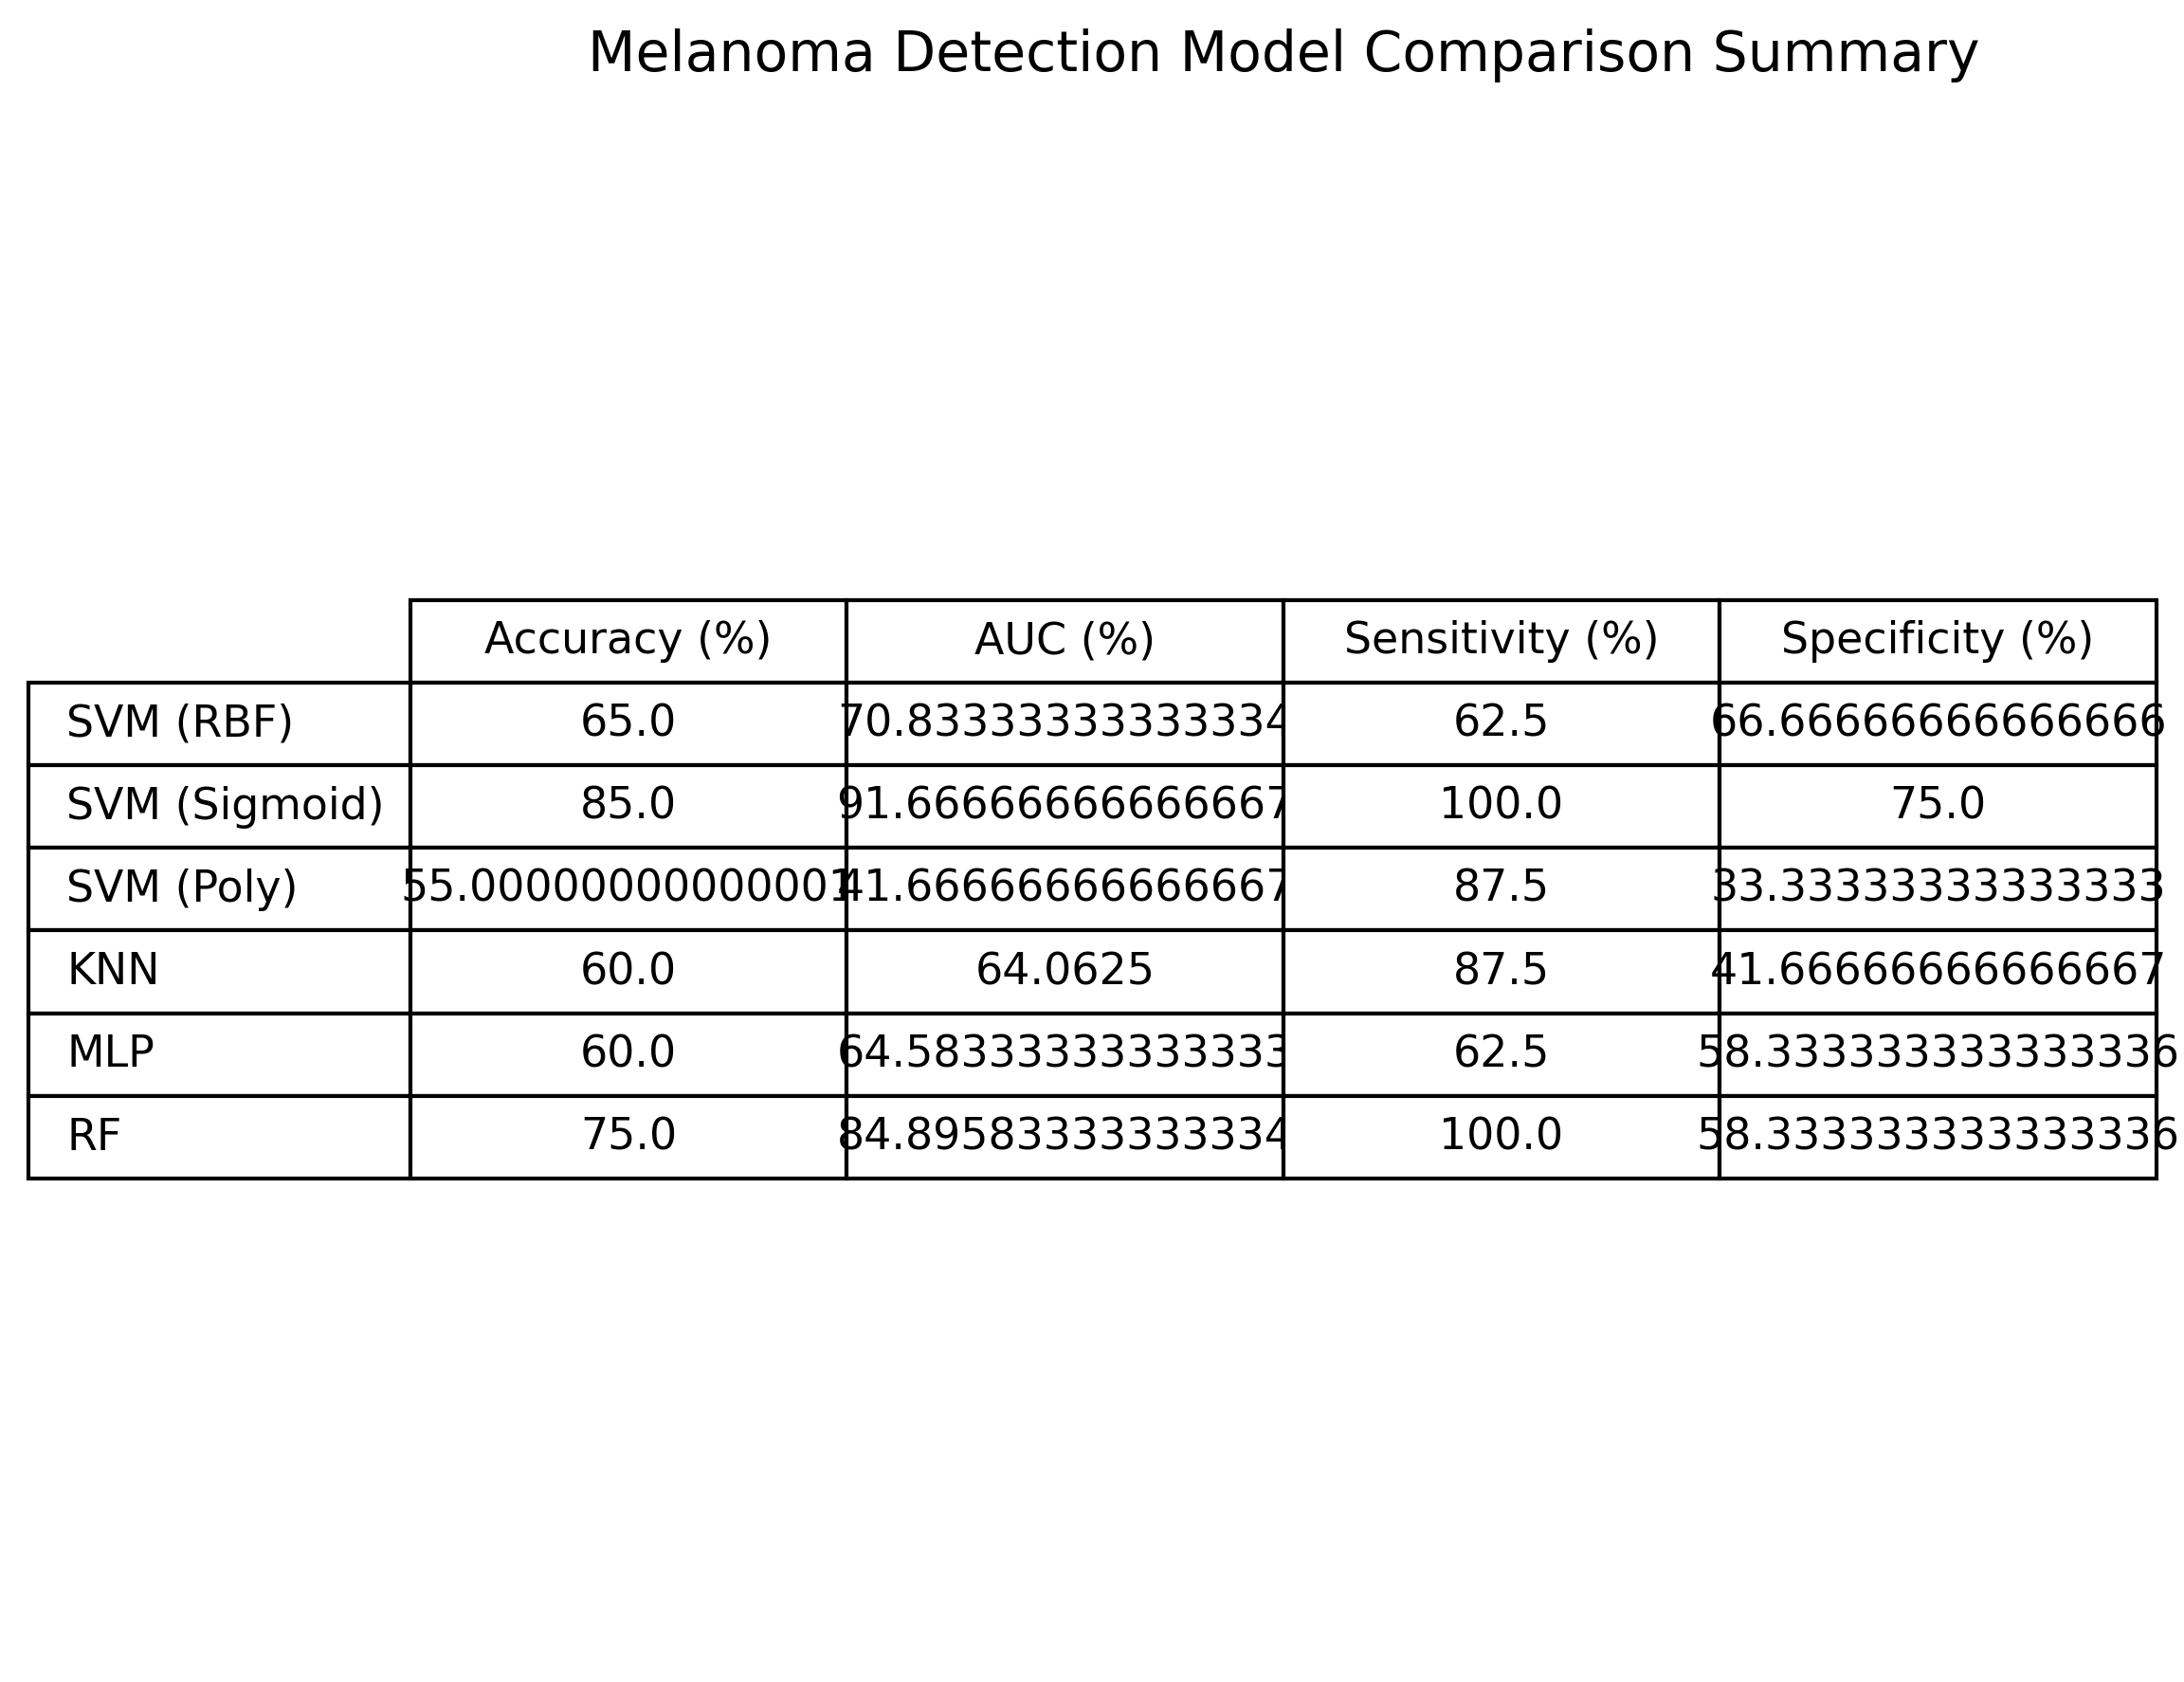 Melanoma Detection Model Comparison Summary
Accuracy (%) AUC (%) Sensitivity (%) Specificity (%)
SVM (RBF) 65.0 70.83333333333334 62.5 66.66666666666666
SVM (Sigmoid) 85.0 91.66666666666667 100.0 75.0
SVM (Poly) 55.00000000000001 41.66666666666667 87.5 33.33333333333333
KNN 60.0 64.0625 87.5 41.66666666666667
MLP 60.0 64.58333333333333 62.5 58.333333333333336
RF 75.0 84.89583333333334 100.0 58.333333333333336